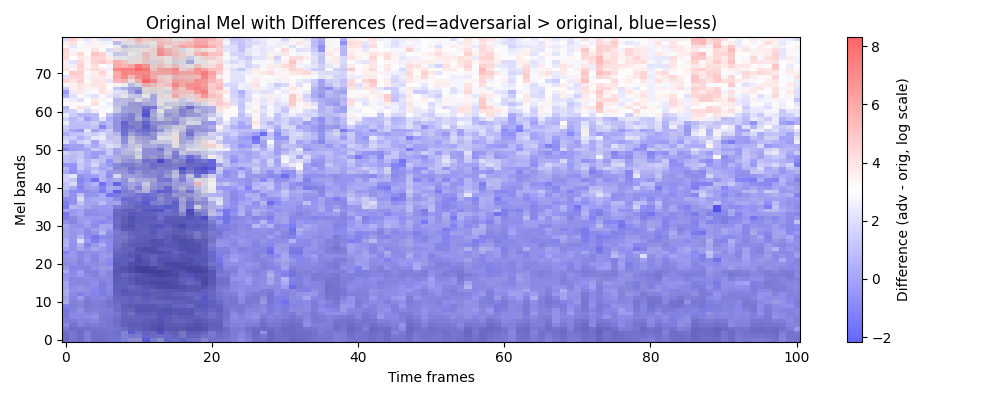 Original Mel with Differences (red=adversarial > original, blue=less)
70
60
50
40
30
20
10
0
Mel bands
0 20 40 60 80 100
Time frames
8
6
4
2
0
−2
Difference (adv - orig, log scale)